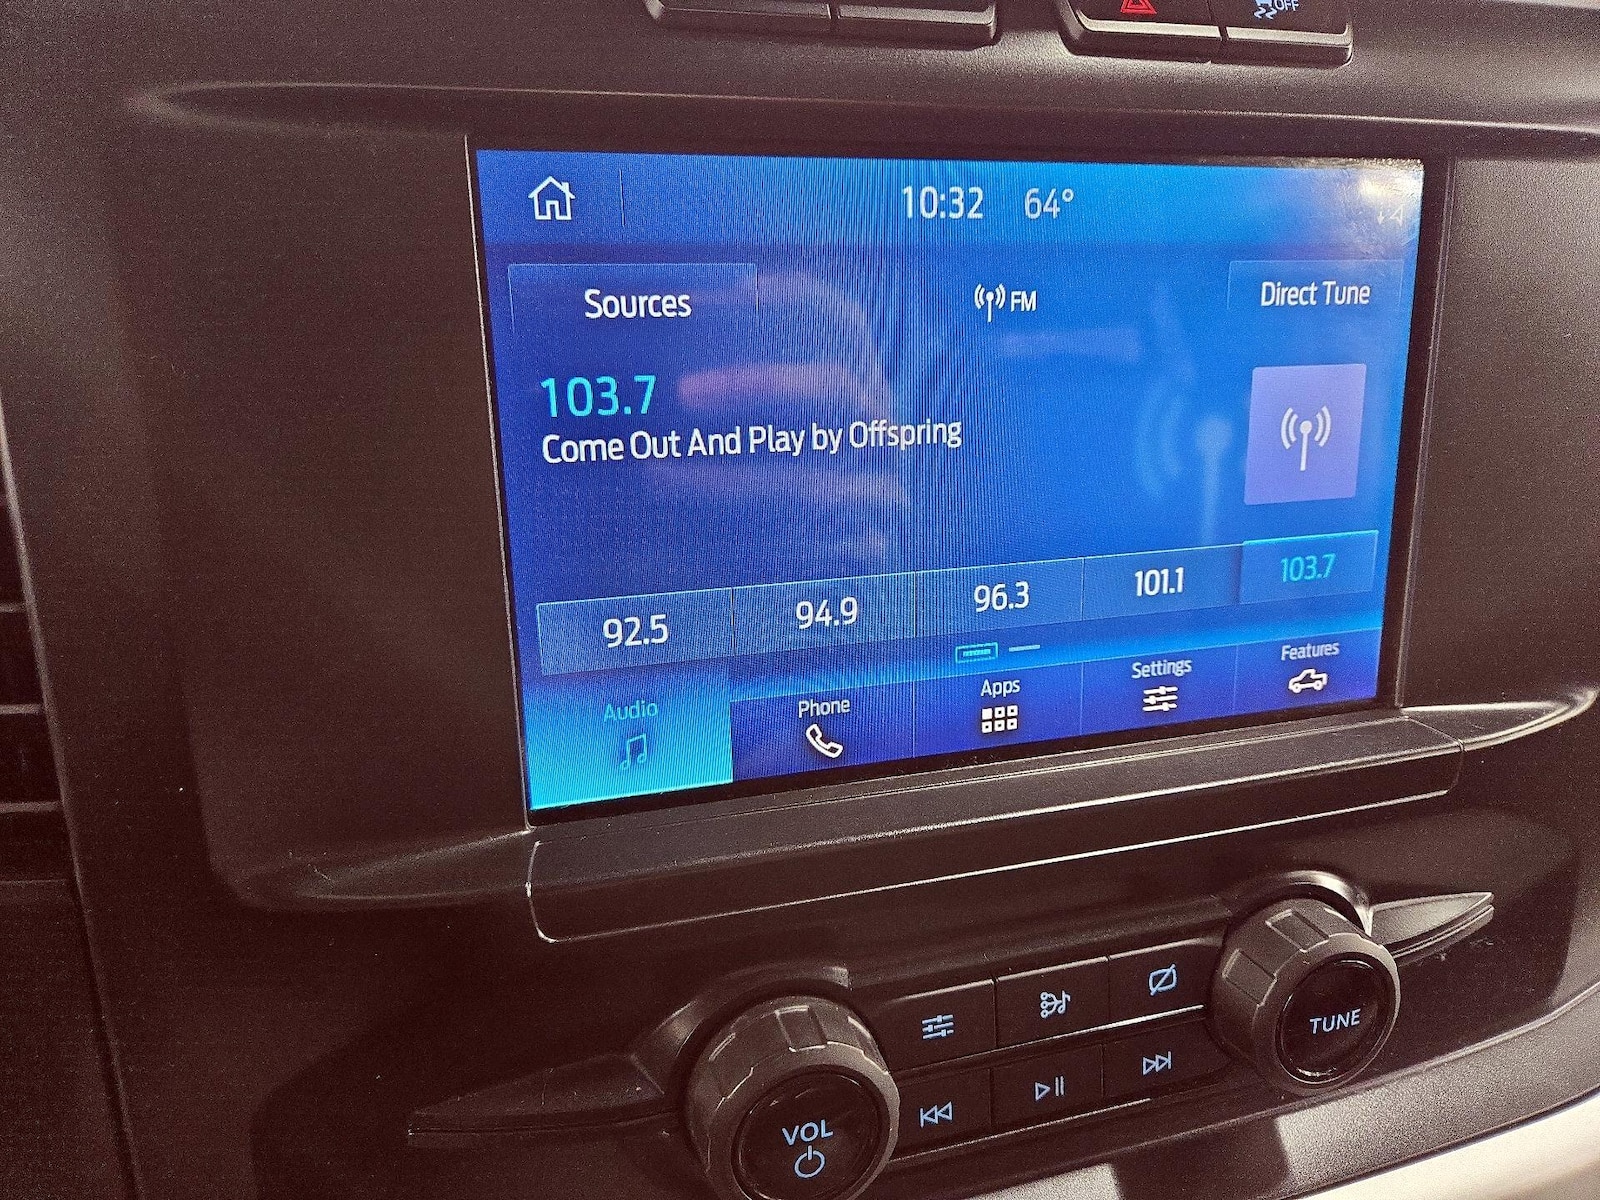 OFF
10:32 64°
Sources FM Direct Tune
103.7
Come Out And Play by Offspring
92.5 94.9 96.3 101.1 103.7
Audio Phone Apps Settings Features
TUNE
VOL